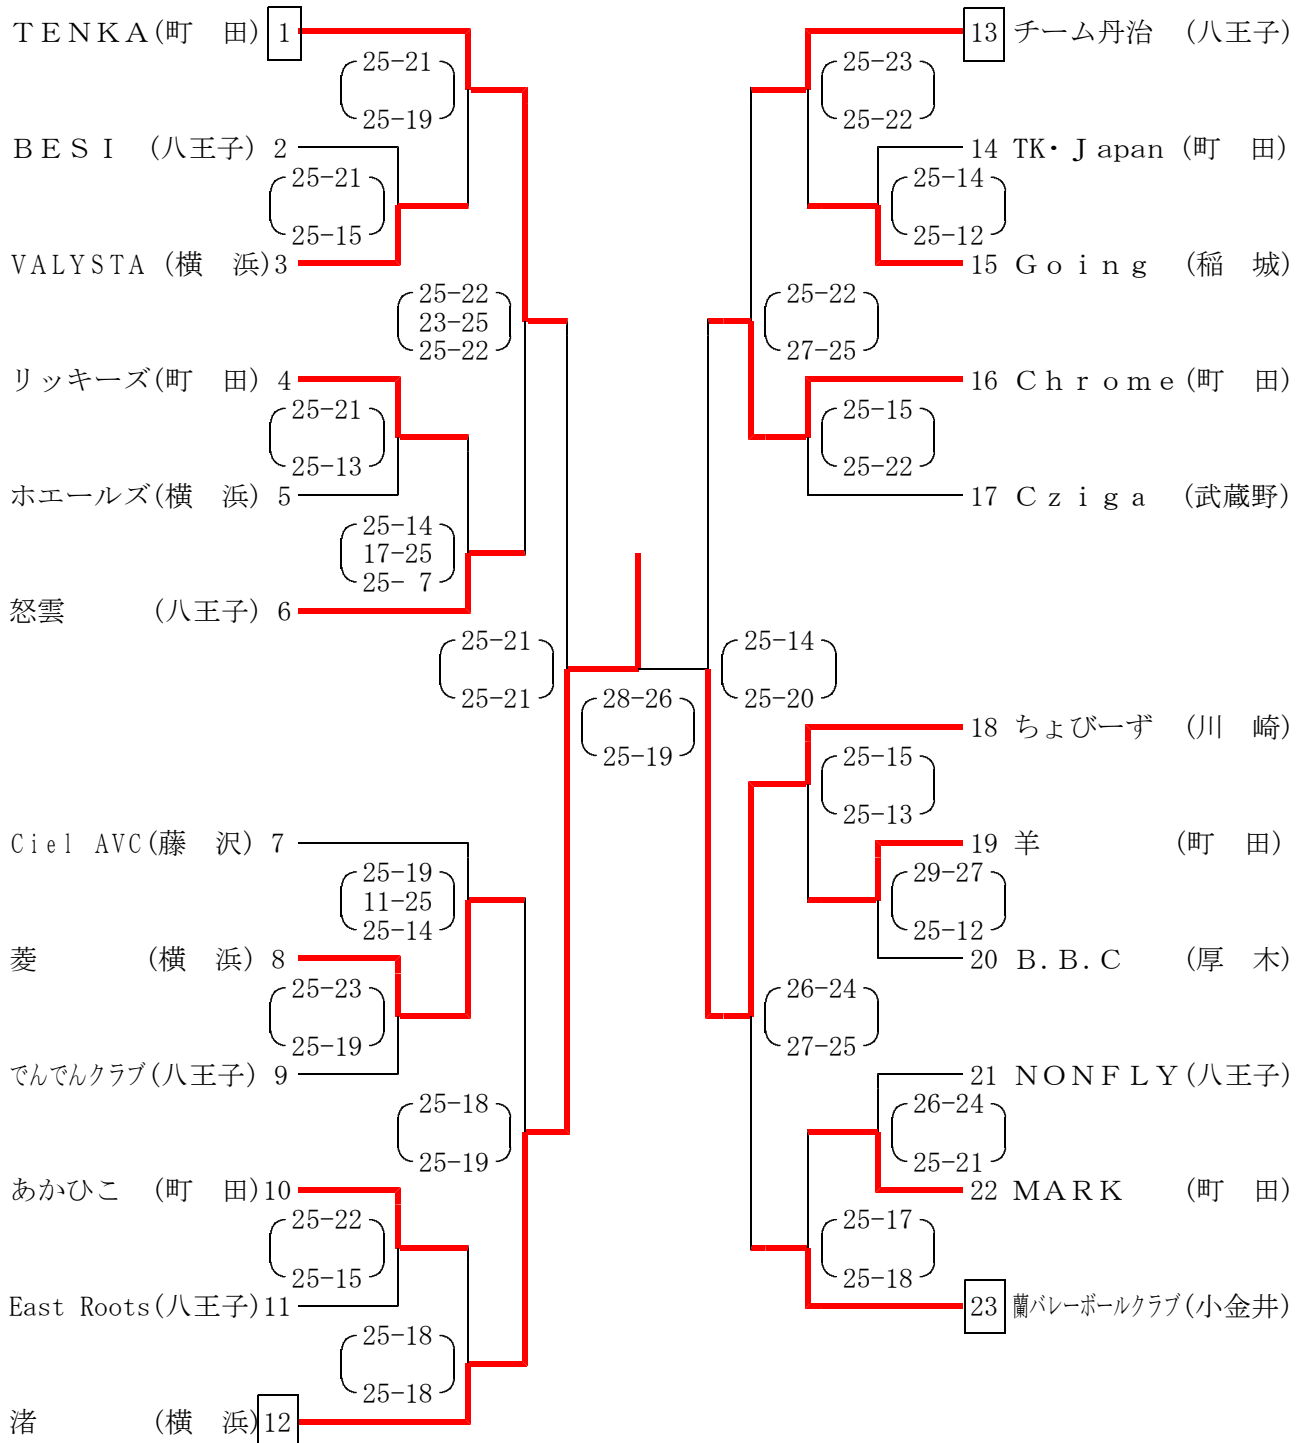 TENKA(町　田) 1
25-21
25-19
BESI (八王子) 2
25-21
25-15
VALYSTA (横　浜)3
25-22
23-25
25-22
リッキーズ(町　田) 4
25-21
25-13
ホエールズ(横　浜) 5
25-14
17-25
25- 7
怒雲 (八王子) 6
25-21
25-21
28-26
25-19
Ciel AVC(藤　沢) 7
25-19
11-25
25-14
菱 (横　浜) 8
25-23
25-19
でんでんクラブ(八王子) 9
25-18
25-19
あかひこ (町　田)10
25-22
25-15
East Roots(八王子)11
25-18
25-18
渚 (横　浜)12
13 チーム丹治 (八王子)
25-23
25-22
14 TK・Japan (町　田)
25-14
25-12
15 Going (稲　城)
25-22
27-25
16 Chrome(町　田)
25-15
25-22
17 Cziga (武蔵野)
25-14
25-20
18 ちょびーず (川　崎)
25-15
25-13
19 羊 (町　田)
29-27
25-12
20 B.B.C (厚　木)
26-24
27-25
21 NONFLY(八王子)
26-24
25-21
22 MARK (町　田)
25-17
25-18
23 蘭バレーボールクラブ(小金井)